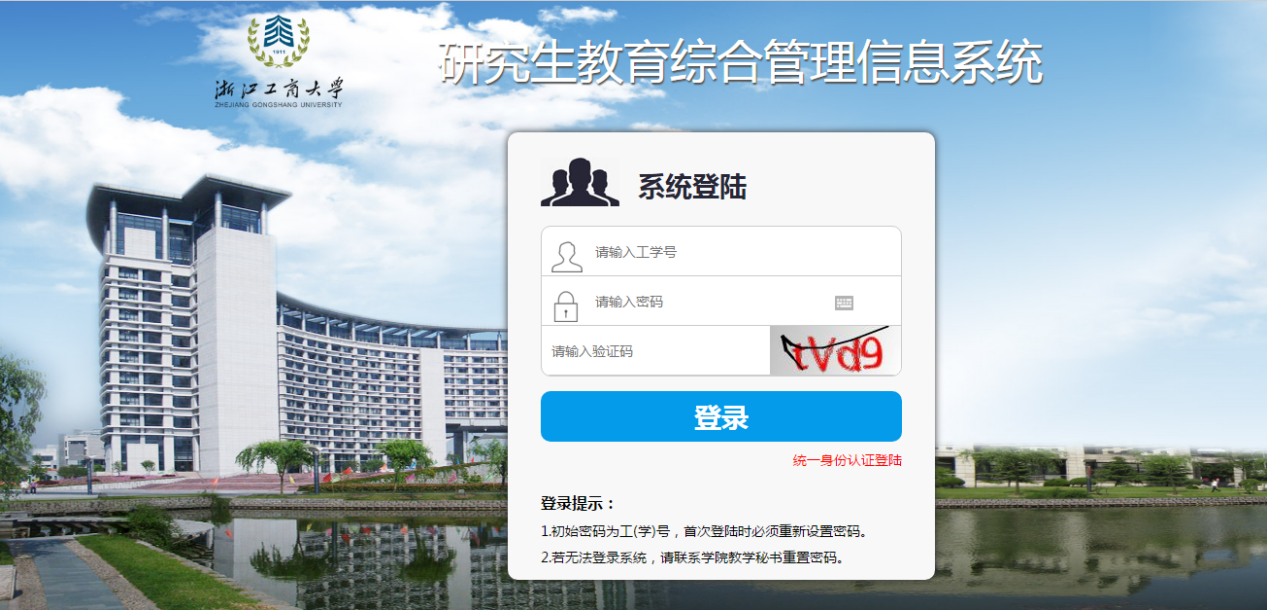 1911
浙江工商大学
ZHEJIANG GONGSHANG UNIVERSITY
研究生教育综合管理信息系统
系统登陆
请输入工学号
请输入密码
请输入验证码
tVd9
登录
统一身份认证登陆
登录提示：
1.初始密码为工(学)号，首次登陆时必须重新设置密码。
2.若无法登录系统，请联系学院教学秘书重置密码。